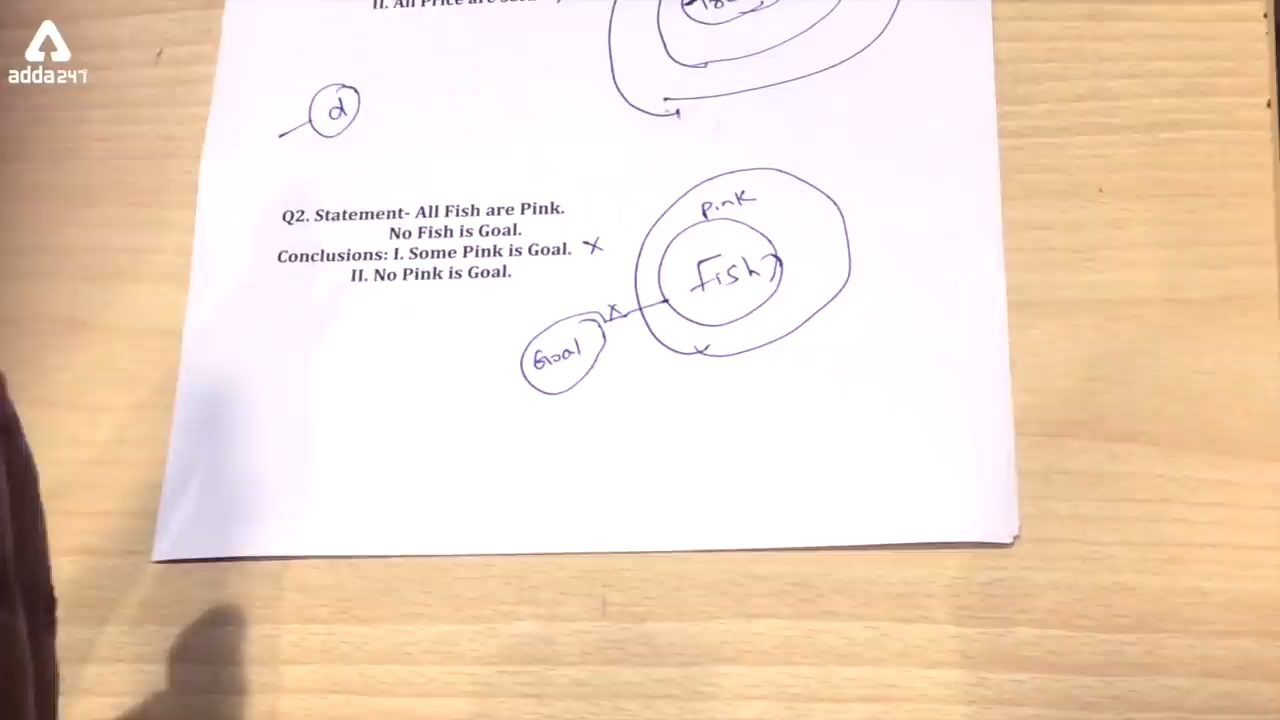 adda247
II. All Price are
d
Q2. Statement- All Fish are Pink.
No Fish is Goal.
Conclusions: I. Some Pink is Goal. X
II. No Pink is Goal.
Pink
Fish
x
Goal